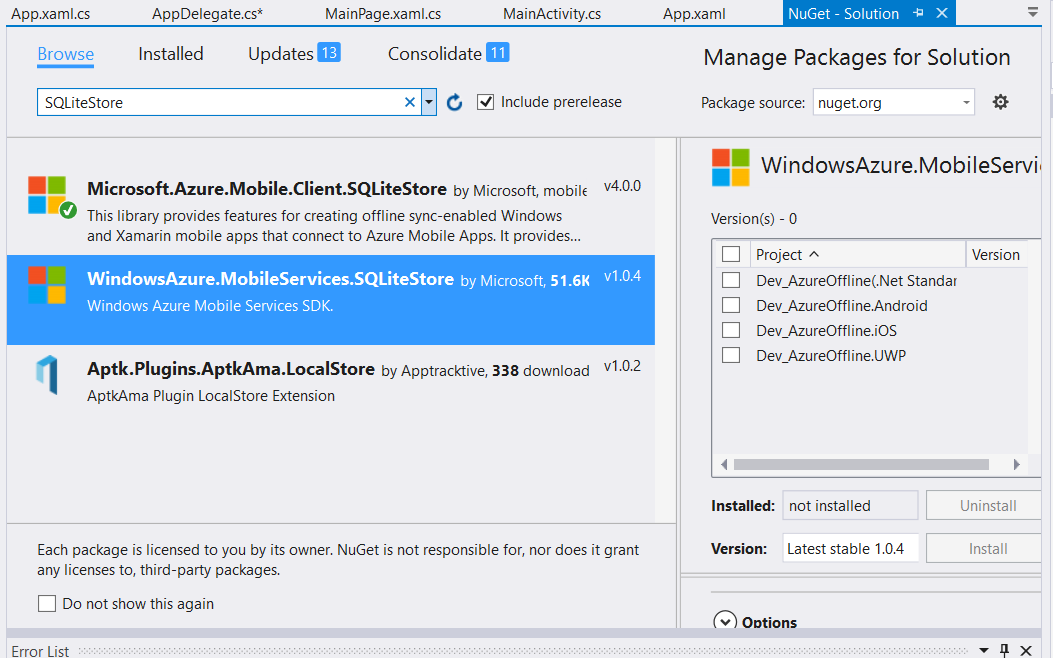 App.xaml.cs AppDelegate.cs* MainPage.xaml.cs MainActivity.cs App.xaml NuGet - Solution
Browse Installed Updates 13 Consolidate 11
Manage Packages for Solution
SQLiteStore Include prerelease Package source: nuget.org
Microsoft.Azure.Mobile.Client.SQLiteStore by Microsoft, mobile v4.0.0
This library provides features for creating offline sync-enabled Windows
and Xamarin mobile apps that connect to Azure Mobile Apps. It provides...
WindowsAzure.MobileServices.SQLiteStore by Microsoft, 51.6K v1.0.4
Windows Azure Mobile Services SDK.
Aptk.Plugins.AptkAma.LocalStore by Apptracktive, 338 download v1.0.2
AptkAma Plugin LocalStore Extension
Each package is licensed to you by its owner. NuGet is not responsible for, nor does it grant
any licenses to, third-party packages.
Do not show this again
WindowsAzure.MobileServi
Version(s) - 0
Project Version
Dev_AzureOffline(.Net Standar
Dev_AzureOffline.Android
Dev_AzureOffline.iOS
Dev_AzureOffline.UWP
Installed: not installed Uninstall
Version: Latest stable 1.0.4 Install
Options
Error List